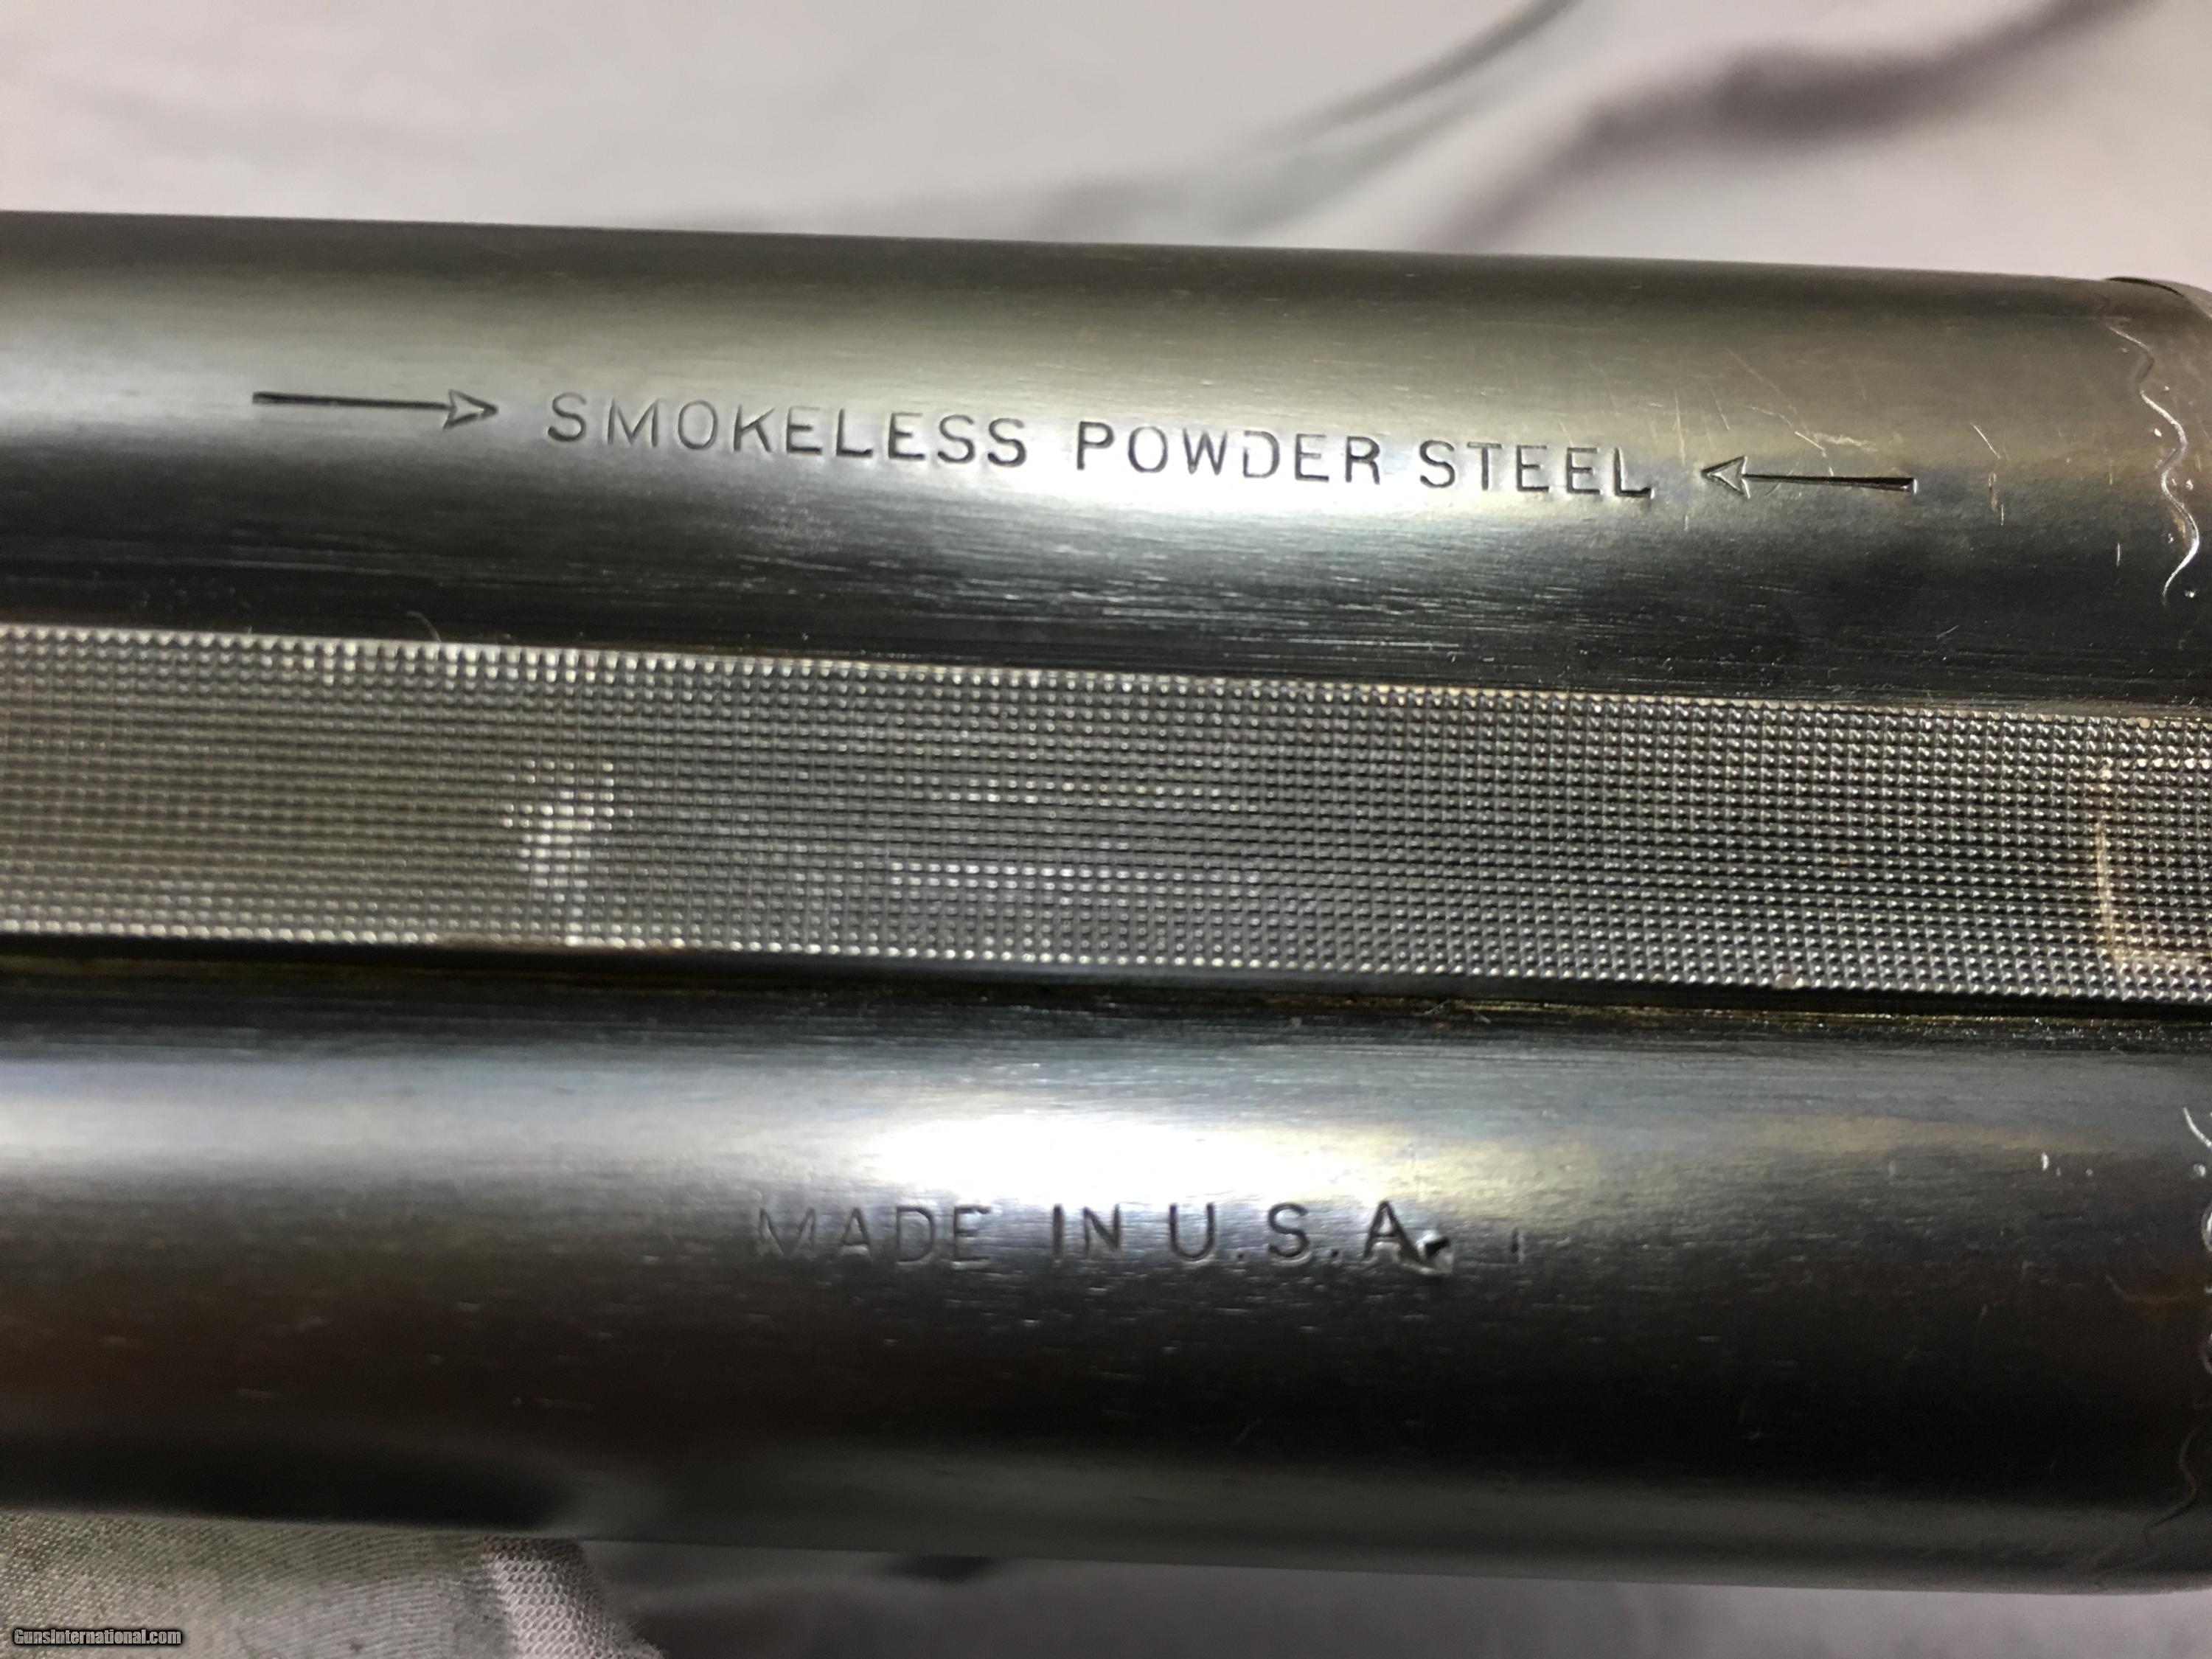 SMOKELESS POWDER STEEL
MADE IN U.S.A.
GunsInternational.com